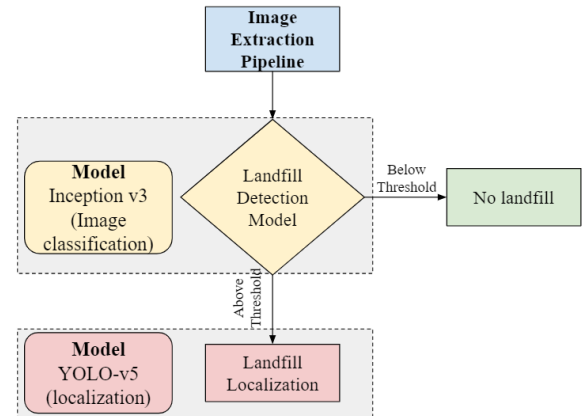 Image
Extraction
Pipeline
Model
Inception v3
(Image
classification)
Landfill
Detection
Model
Below
Threshold
No landfill
Above
Threshold
Model
YOLO-v5
(localization)
Landfill
Localization